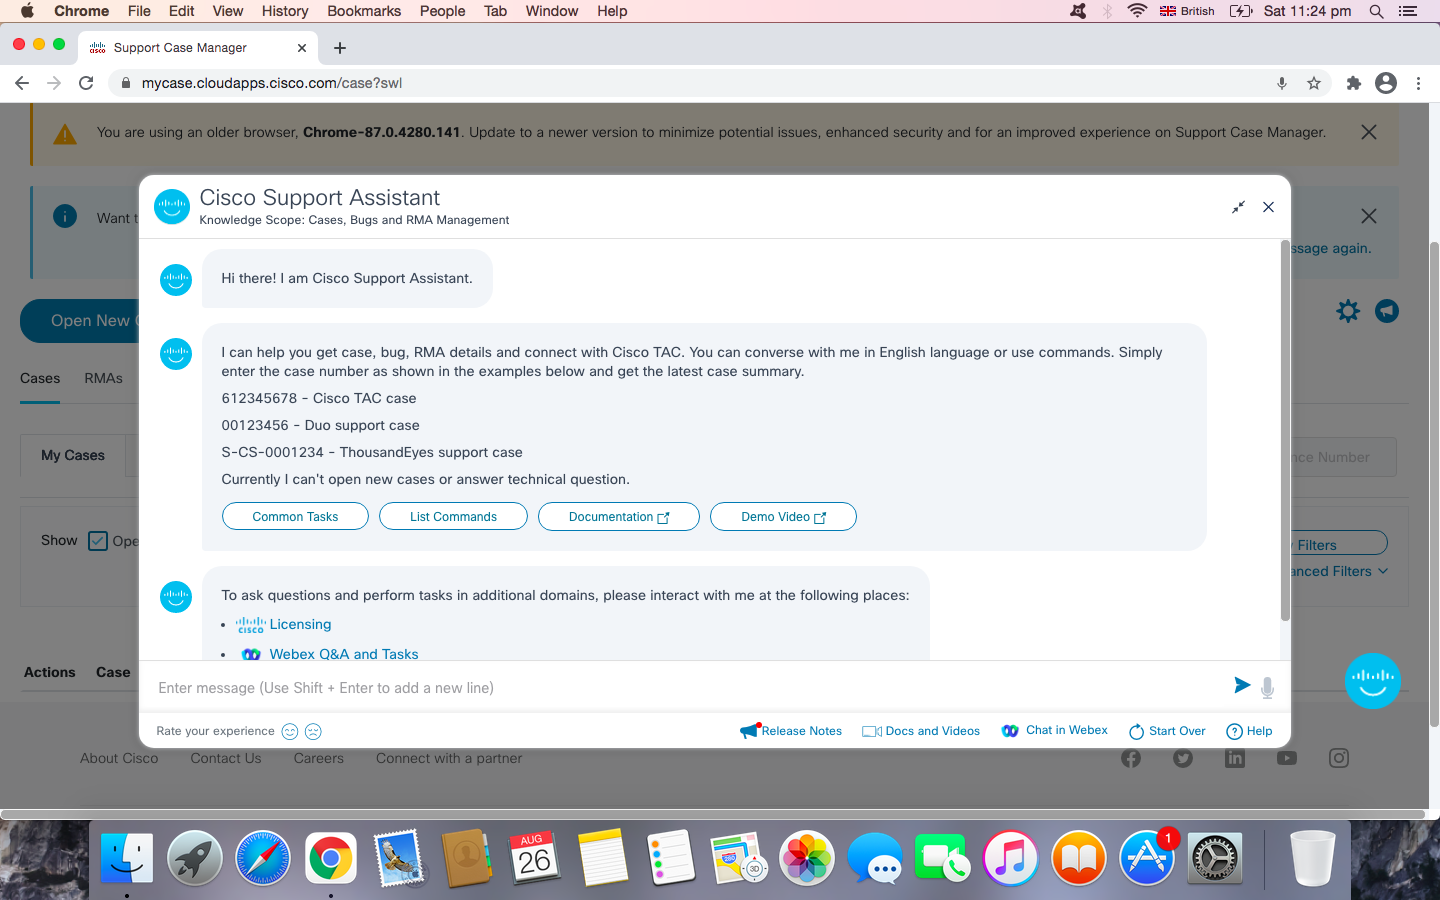 Chrome File Edit View History Bookmarks People Tab Window Help British Sat 11:24 pm
Support Case Manager
mycase.cloudapps.cisco.com/case?swl
You are using an older browser, Chrome-87.0.4280.141. Update to a newer version to minimize potential issues, enhanced security and for an improved experience on Support Case Manager.
Cisco Support Assistant
Knowledge Scope: Cases, Bugs and RMA Management
Want
ssage again.
Hi there! I am Cisco Support Assistant.
Open New
I can help you get case, bug, RMA details and connect with Cisco TAC. You can converse with me in English language or use commands. Simply
enter the case number as shown in the examples below and get the latest case summary.
Cases RMAs
612345678 - Cisco TAC case
00123456 - Duo support case
S-CS-0001234 - ThousandEyes support case
My Cases
nce Number
Currently I can't open new cases or answer technical question.
Common Tasks List Commands Documentation Demo Video
Show Ope
Filters
anced Filters
To ask questions and perform tasks in additional domains, please interact with me at the following places:
• CISCO Licensing
• Webex Q&A and Tasks
Actions Case
Enter message (Use Shift + Enter to add a new line)
Rate your experience Release Notes Docs and Videos Chat in Webex Start Over Help
About Cisco Contact Us Careers Connect with a partner
AUG
26
280
3D
1